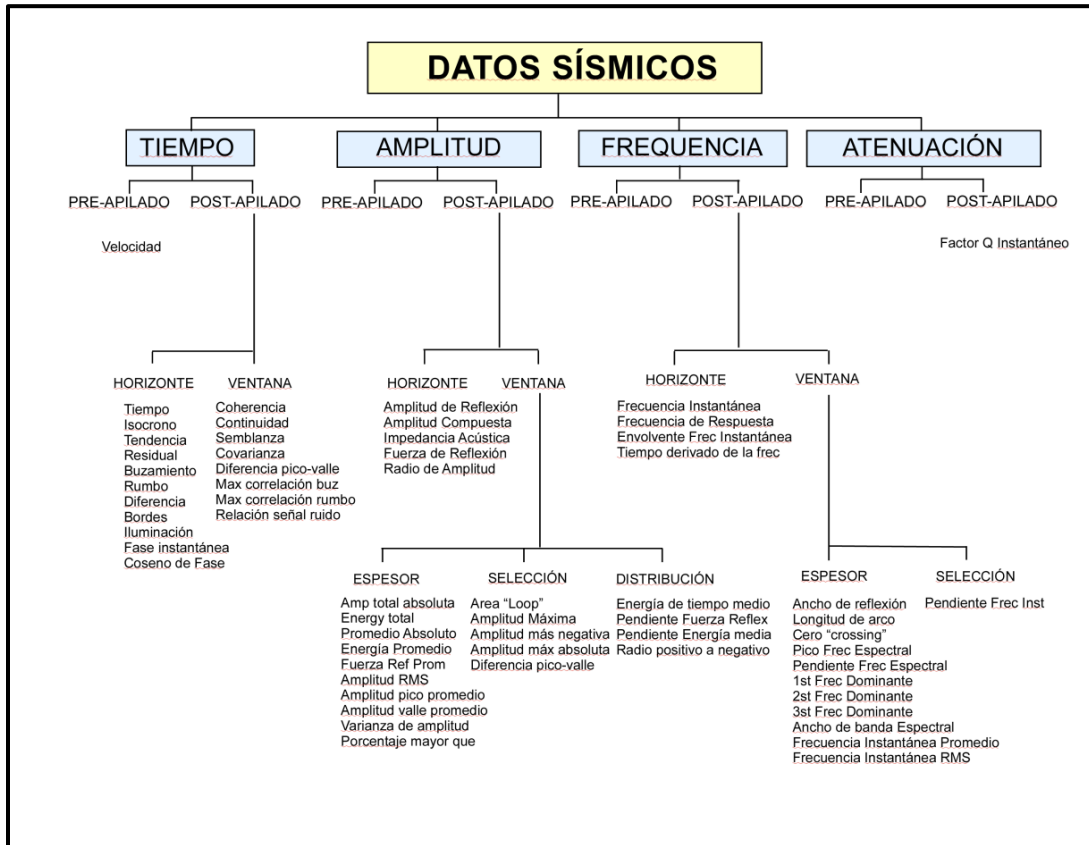 DATOS SÍSMICOS
TIEMPO
AMPLITUD
FREQUENCIA
ATENUACIÓN
PRE-APILADO
POST-APILADO
PRE-APILADO
POST-APILADO
PRE-APILADO
POST-APILADO
PRE-APILADO
POST-APILADO
Velocidad
Factor Q Instantáneo
HORIZONTE
Tiempo
Isocrono
Tendencia
Residual
Buzamiento
Rumbo
Diferencia
Bordes
Iluminación
Fase instantánea
Coseno de Fase
VENTANA
Coherencia
Continuidad
Semblanza
Covarianza
Diferencia pico-valle
Max correlación buz
Max correlación rumbo
Relación señal ruido
HORIZONTE
Amplitud de Reflexión
Amplitud Compuesta
Impedancia Acústica
Fuerza de Reflexión
Radio de Amplitud
VENTANA
HORIZONTE
Frecuencia Instantánea
Frecuencia de Respuesta
Envolvente Frec Instantánea
Tiempo derivado de la frec
VENTANA
ESPESOR
Amp total absoluta
Energy total
Promedio Absoluto
Energía Promedio
Fuerza Ref Prom
Amplitud RMS
Amplitud pico promedio
Amplitud valle promedio
Varianza de amplitud
Porcentaje mayor que
SELECCIÓN
Area “Loop”
Amplitud Máxima
Amplitud más negativa
Amplitud máx absoluta
Diferencia pico-valle
DISTRIBUCIÓN
Energía de tiempo medio
Pendiente Fuerza Reflex
Pendiente Energía media
Radio positivo a negativo
ESPESOR
Ancho de reflexión
Longitud de arco
Cero “crossing”
Pico Frec Espectral
Pendiente Frec Espectral
1st Frec Dominante
2st Frec Dominante
3st Frec Dominante
Ancho de banda Espectral
Frecuencia Instantánea Promedio
Frecuencia Instantánea RMS
SELECCIÓN
Pendiente Frec Inst